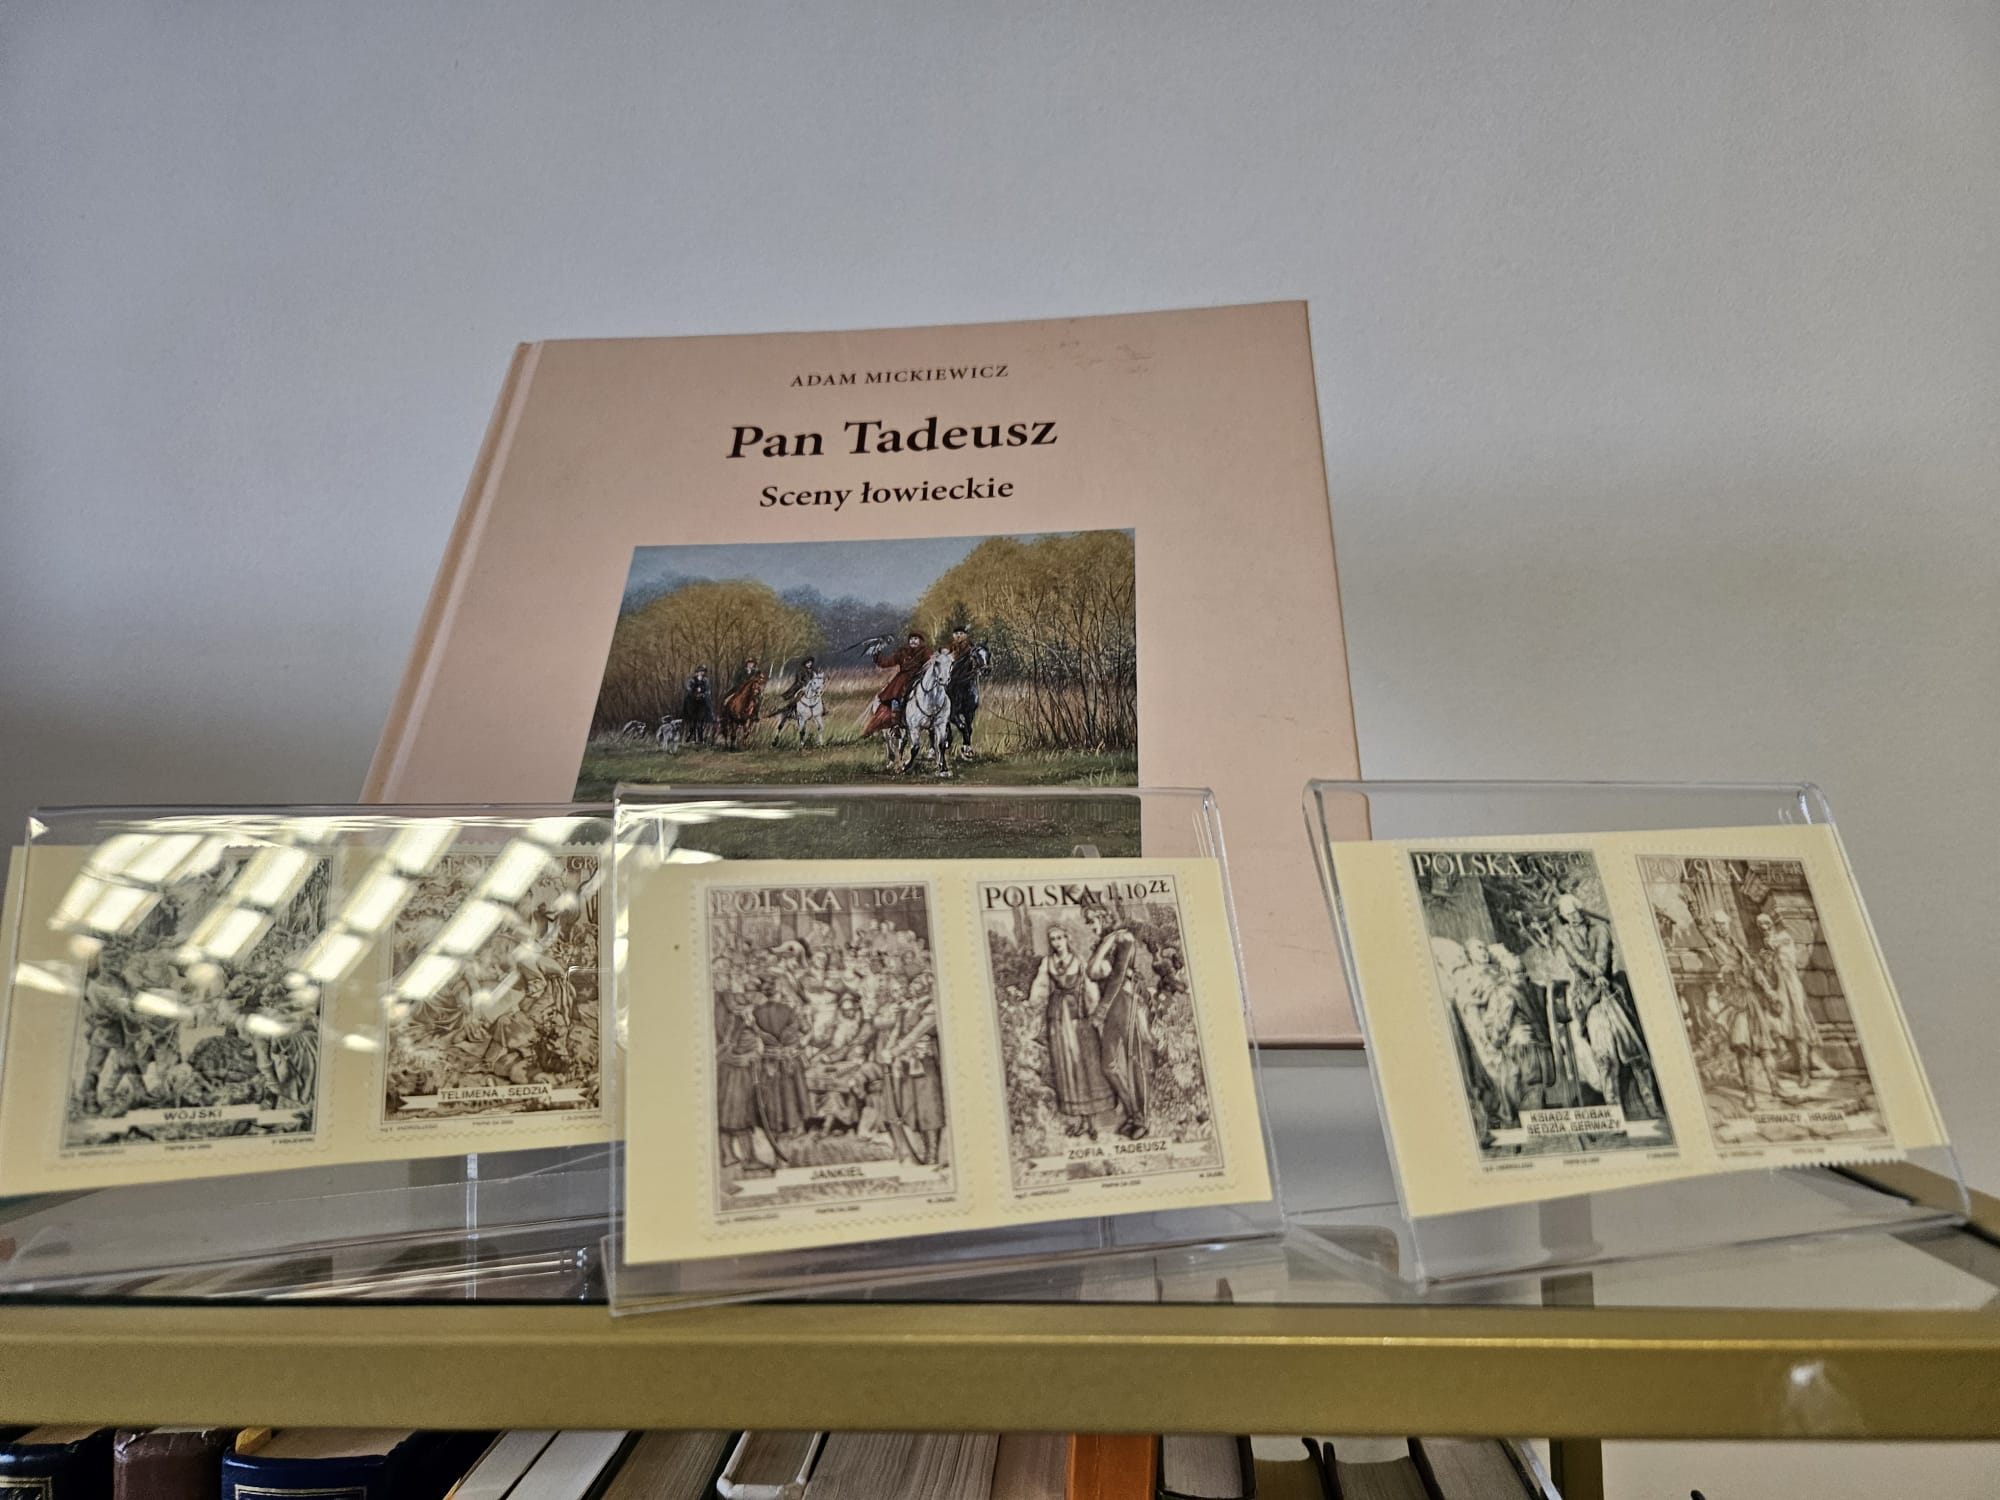 ADAM MICKIEWICZ
Pan Tadeusz
Sceny łowieckie
GR
WOJSKI
TELIMENA, SĘDZIA
POLSKA 1,10 ZŁ
JANKIEL
POLSKA 1,10 ZŁ
ZOFIA, TADEUSZ
POLSKA
KSIĄDZ ROBAK,
SĘDZIA, GERWAZY
POLSKA
GERWAZY, HRABIA